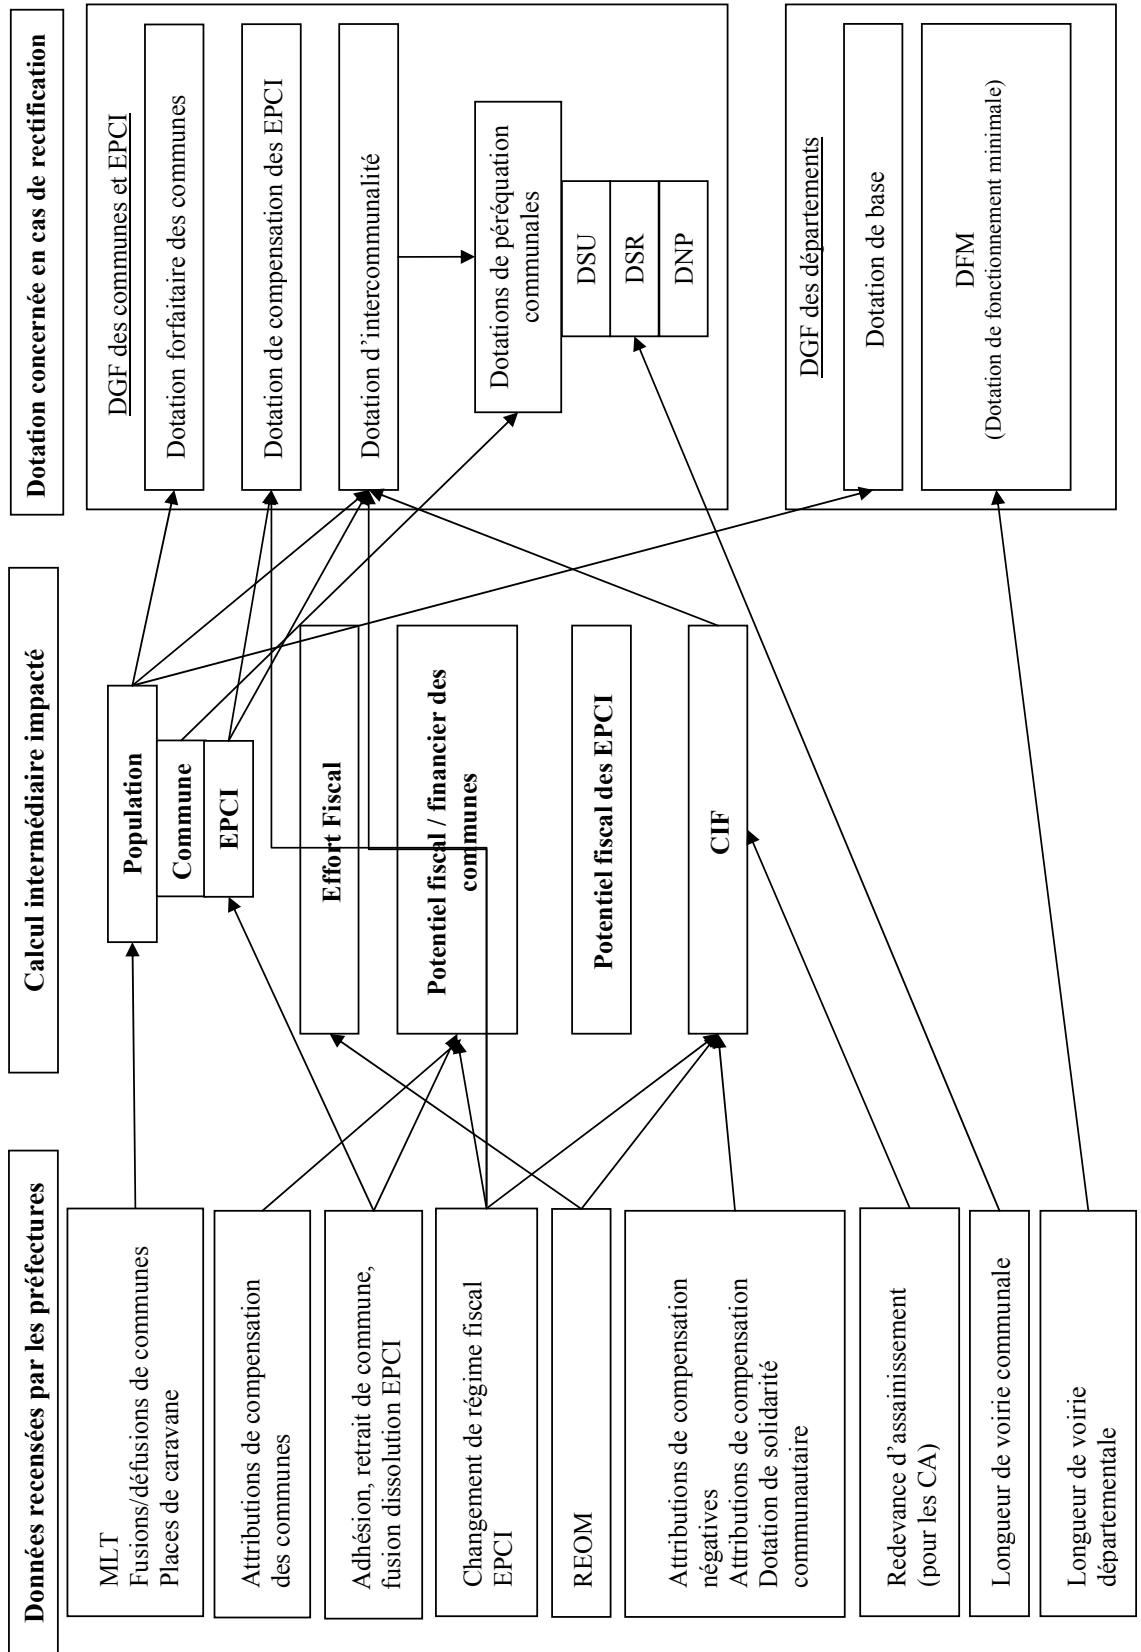 Données recensées par les préfectures
MLT
Fusions/défusions de communes
Places de caravane
Attributions de compensation
des communes
Adhésion, retrait de commune,
fusion dissolution EPCI
Changement de régime fiscal
EPCI
REOM
Attributions de compensation
négatives
Attributions de compensation
Dotation de solidarité
communautaire
Redevance d'assainissement
(pour les CA)
Longueur de voirie communale
Longueur de voirie
départementale
Calcul intermédiaire impacté
Population
Commune
EPCI
Effort Fiscal
Potentiel fiscal / financier des
communes
Potentiel fiscal des EPCI
CIF
Dotation concernée en cas de rectification
DGF des communes et EPCI
Dotation forfaitaire des communes
Dotation de compensation des EPCI
Dotation d'intercommunalité
Dotations de péréquation
communales
DSU
DSR
DNP
DGF des départements
Dotation de base
DFM
(Dotation de fonctionnement minimale)